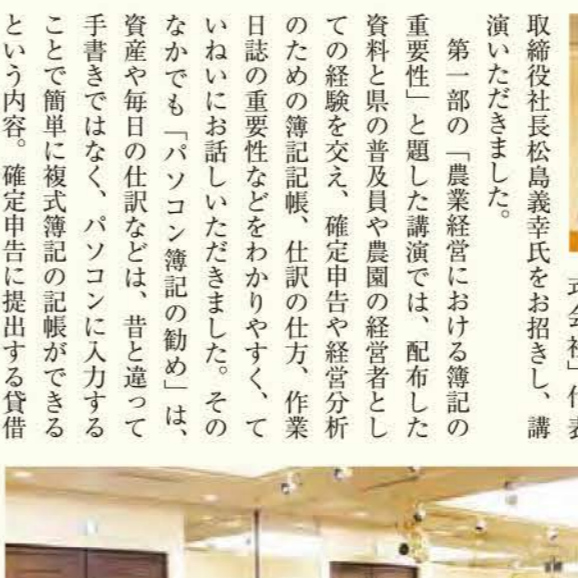 式会社」代表
取締役社長松島義幸氏をお招きし、講
演いただきました。
第一部の「農業経営における簿記の
重要性」と題した講演では、配布した
資料と県の普及員や農園の経営者とし
ての経験を交え、確定申告や経営分析
のための簿記記帳、仕訳の仕方、作業
日誌の重要性などをわかりやすく、て
いねいにお話しいただきました。その
なかでも「パソコン簿記の勧め」は、
資産や毎日の仕訳などは、昔と違って
手書きではなく、パソコンに入力する
ことで簡単に複式簿記の記帳ができる
という内容。確定申告に提出する貸借